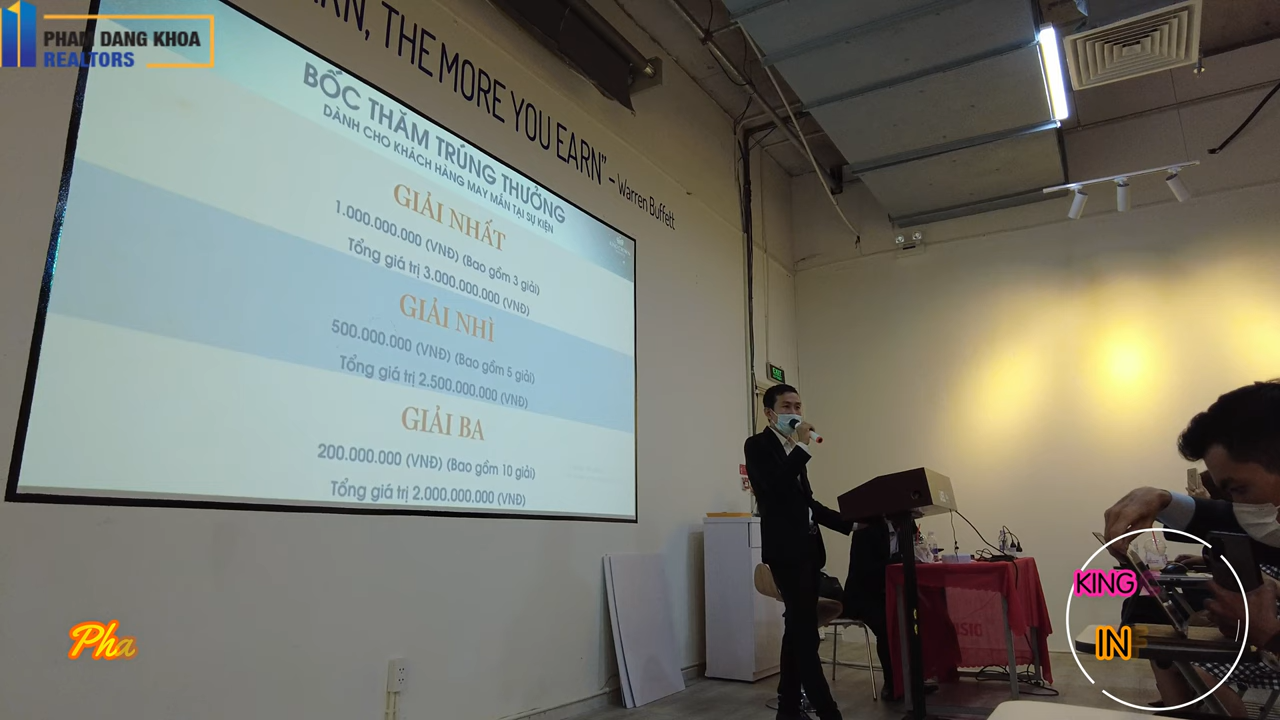 PHAM DANG KHOA
REALTORS
THE MORE YOU EARN" – Warren Buffett
BỐC THĂM TRÚNG THƯỞNG
DÀNH CHO KHÁCH HÀNG MAY MẮN TẠI SỰ KIỆN
GIẢI NHẤT
1.000.000.000 (VNĐ) (Bao gồm 3 giải)
Tổng giá trị 3.000.000.000 (VNĐ)
GIẢI NHÌ
500.000.000 (VNĐ) (Bao gồm 5 giải)
Tổng giá trị 2.500.000.000 (VNĐ)
GIẢI BA
200.000.000 (VNĐ) (Bao gồm 10 giải)
Tổng giá trị 2.000.000.000 (VNĐ)
EXIT
Pha
KING
IN